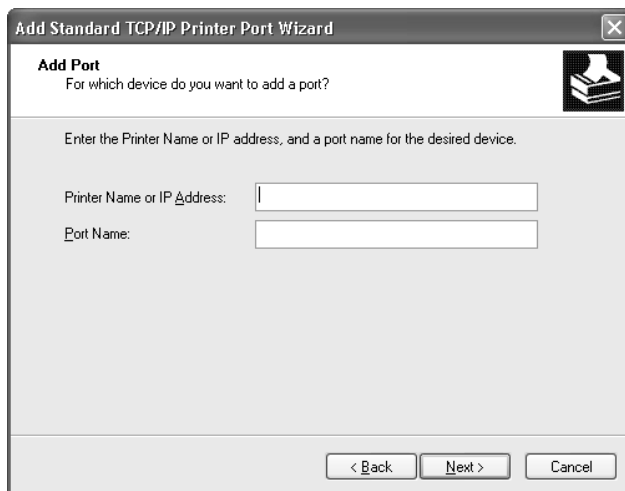 Add Standard TCP/IP Printer Port Wizard
Add Port
For which device do you want to add a port?
Enter the Printer Name or IP address, and a port name for the desired device.
Printer Name or IP Address:
Port Name:
< Back Next > Cancel